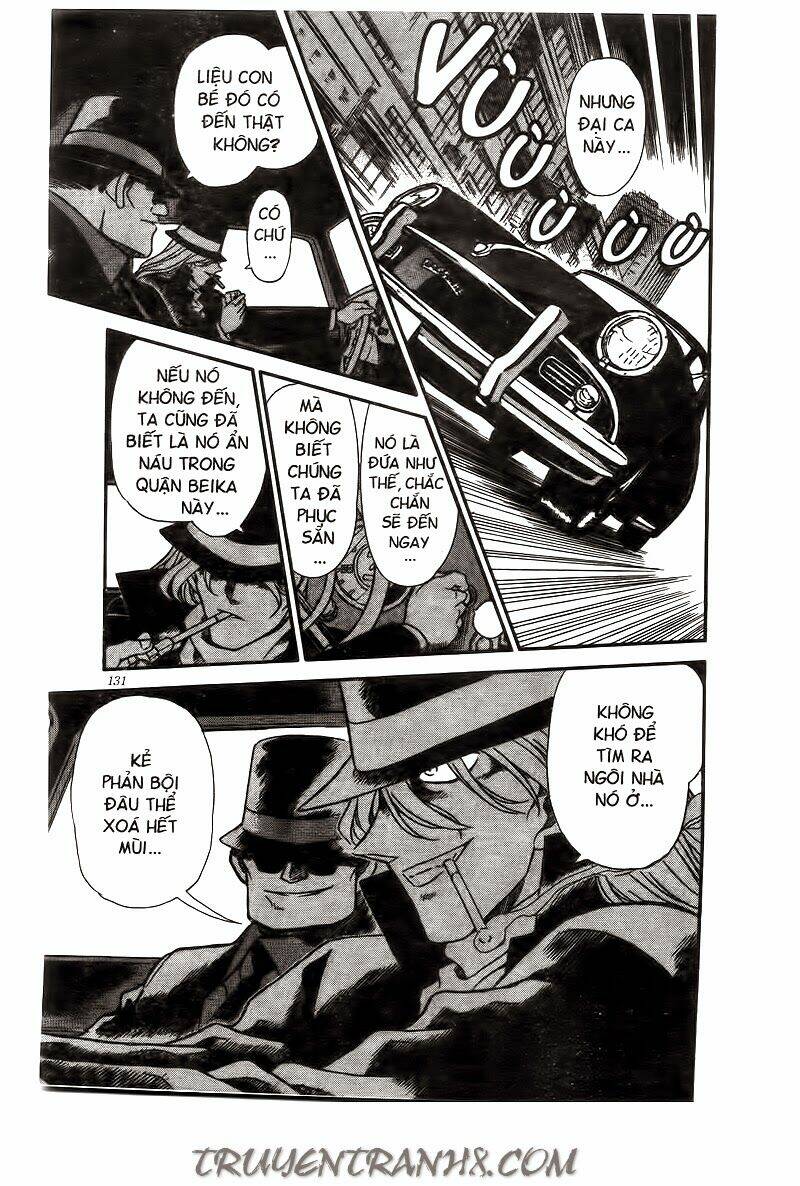 NHƯNG
ĐẠI CA
NÀY...
VÙÙÙÙÙÙ
LIỆU CON
BÉ ĐÓ CÓ
ĐẾN THẬT
KHÔNG?
CÓ
CHỨ
...
NÓ LÀ
ĐỨA NHƯ
THẾ, CHẮC
CHẮN
SẼ ĐẾN
NGAY
...
MÀ
KHÔNG
BIẾT
CHÚNG
TA ĐÃ
PHỤC
SẴN
...
NẾU NÓ
KHÔNG ĐẾN,
TA CŨNG ĐÃ
BIẾT LÀ NÓ ẨN
NÁU TRONG
QUẬN BEIKA
NÀY...
131
KHÔNG
KHÓ ĐỂ
TÌM RA
NGÔI NHÀ
NÓ Ở...
KẺ
PHẢN BỘI
ĐÂU THỂ
XOÁ HẾT
MÙI...
TRUYENTRANH8.COM